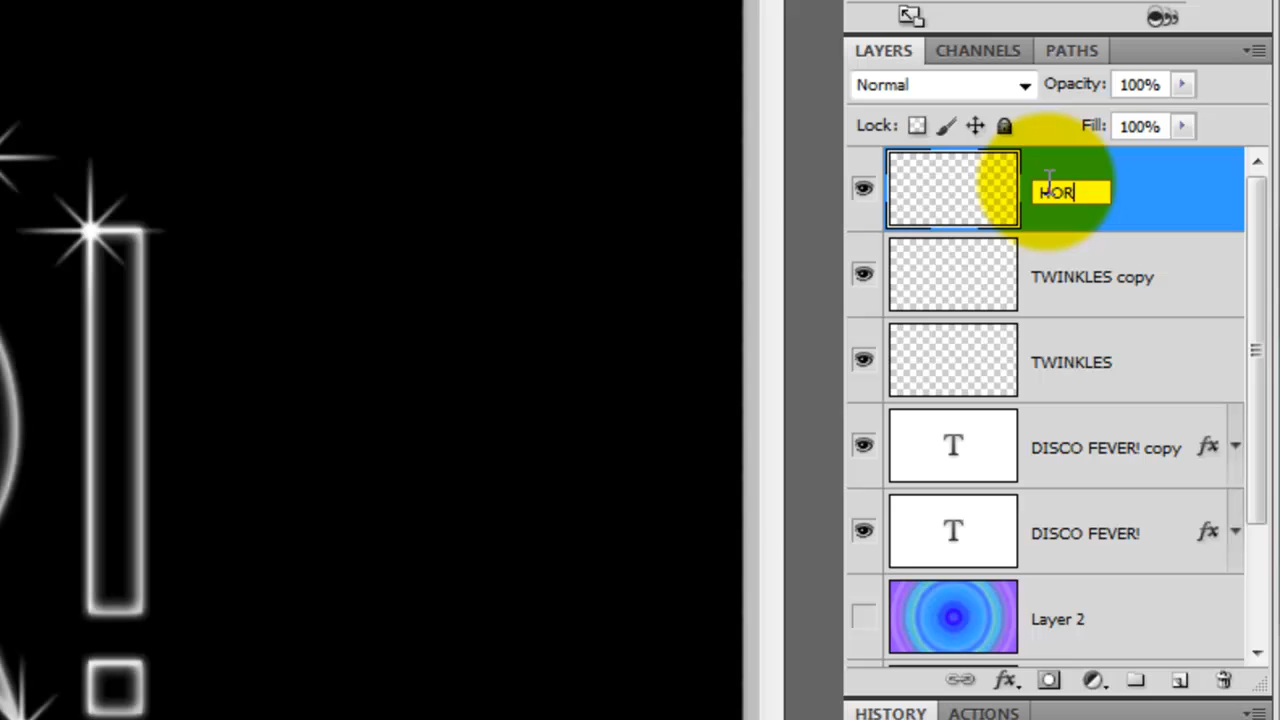 LAYERS CHANNELS PATHS
Normal Opacity: 100%
Lock: Fill: 100%
HOR
TWINKLES copy
TWINKLES
T DISCO FEVER! copy fx
T DISCO FEVER! fx
Layer 2
fx
HISTORY ACTIONS
!